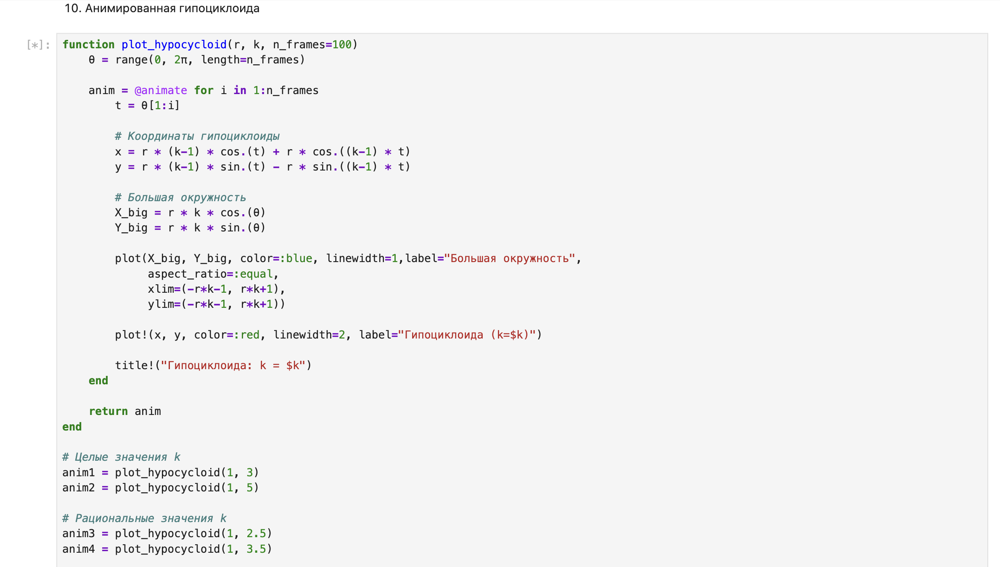 10. Анимированная гипоциклоида
[*]:
function plot_hypocycloid(r, k, n_frames=100)
    θ = range(0, 2π, length=n_frames)
    anim = @animate for i in 1:n_frames
        t = θ[1:i]
        # Координаты гипоциклоиды
        x = r * (k-1) * cos.(t) + r * cos.((k-1) * t)
        y = r * (k-1) * sin.(t) - r * sin.((k-1) * t)
        # Большая окружность
        X_big = r * k * cos.(θ)
        Y_big = r * k * sin.(θ)
        plot(X_big, Y_big, color=:blue, linewidth=1,label="Большая окружность",
             aspect_ratio=:equal,
             xlim=(-r*k-1, r*k+1),
             ylim=(-r*k-1, r*k+1))
        plot!(x, y, color=:red, linewidth=2, label="Гипоциклоида (k=$k)")
        title!("Гипоциклоида: k = $k")
    end
    return anim
end
# Целые значения k
anim1 = plot_hypocycloid(1, 3)
anim2 = plot_hypocycloid(1, 5)
# Рациональные значения k
anim3 = plot_hypocycloid(1, 2.5)
anim4 = plot_hypocycloid(1, 3.5)